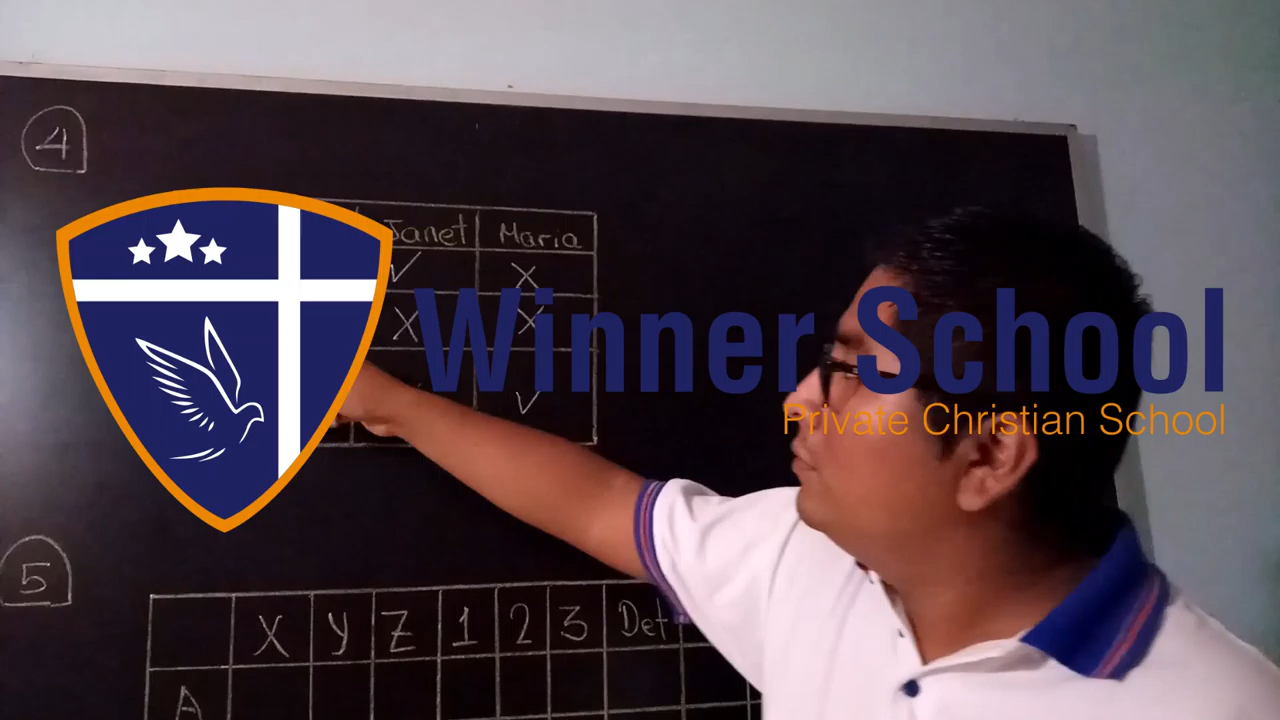 4
Janet Maria
✓ X
X X
✓
Winner School
Private Christian School
5
X Y Z 1 2 3 Det
A